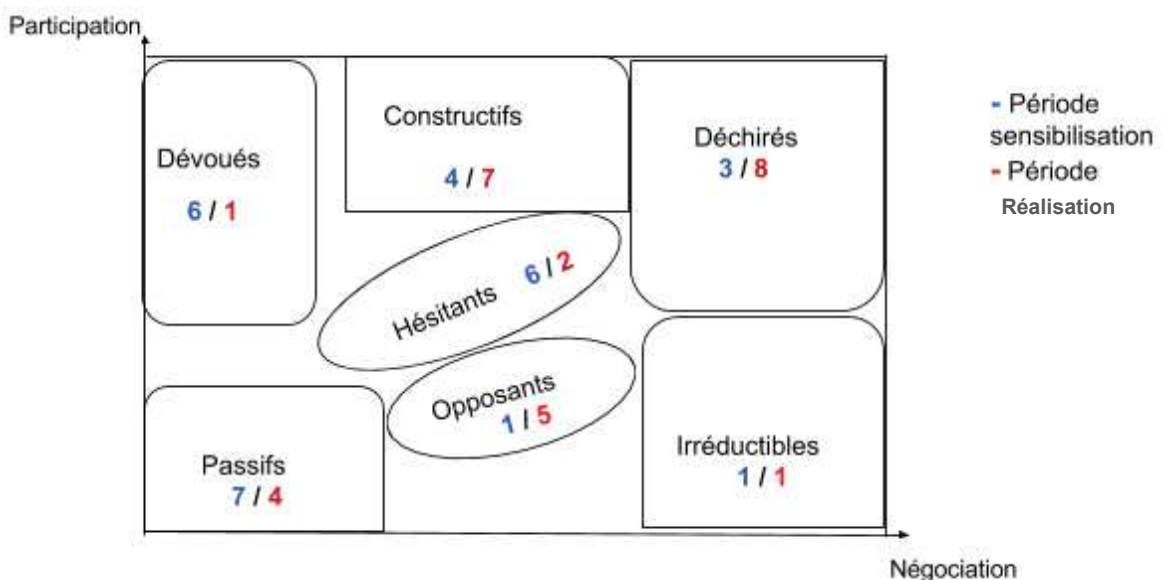 Participation
Constructifs
4 / 7
Déchirés
3 / 8
Dévoués
6 / 1
Hésitants 6 / 2
Opposants
1 / 5
Passifs
7 / 4
Irréductibles
1 / 1
Négociation
- Période
sensibilisation
- Période
Réalisation